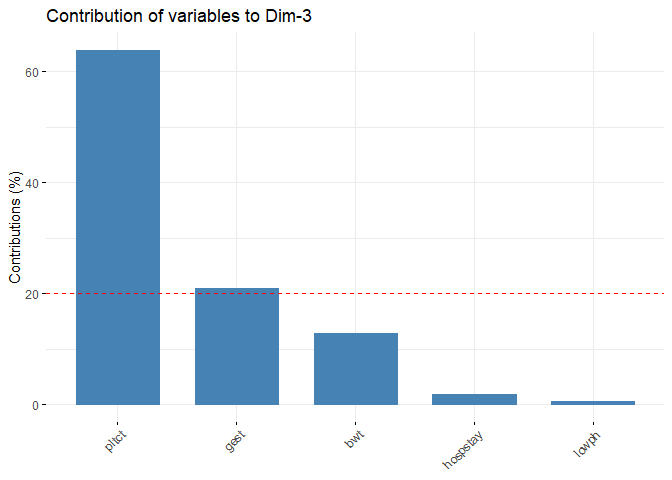 Contribution of variables to Dim-3
Contributions (%)
60
40
20
0
pltct
gest
bwt
hospstay
lowph